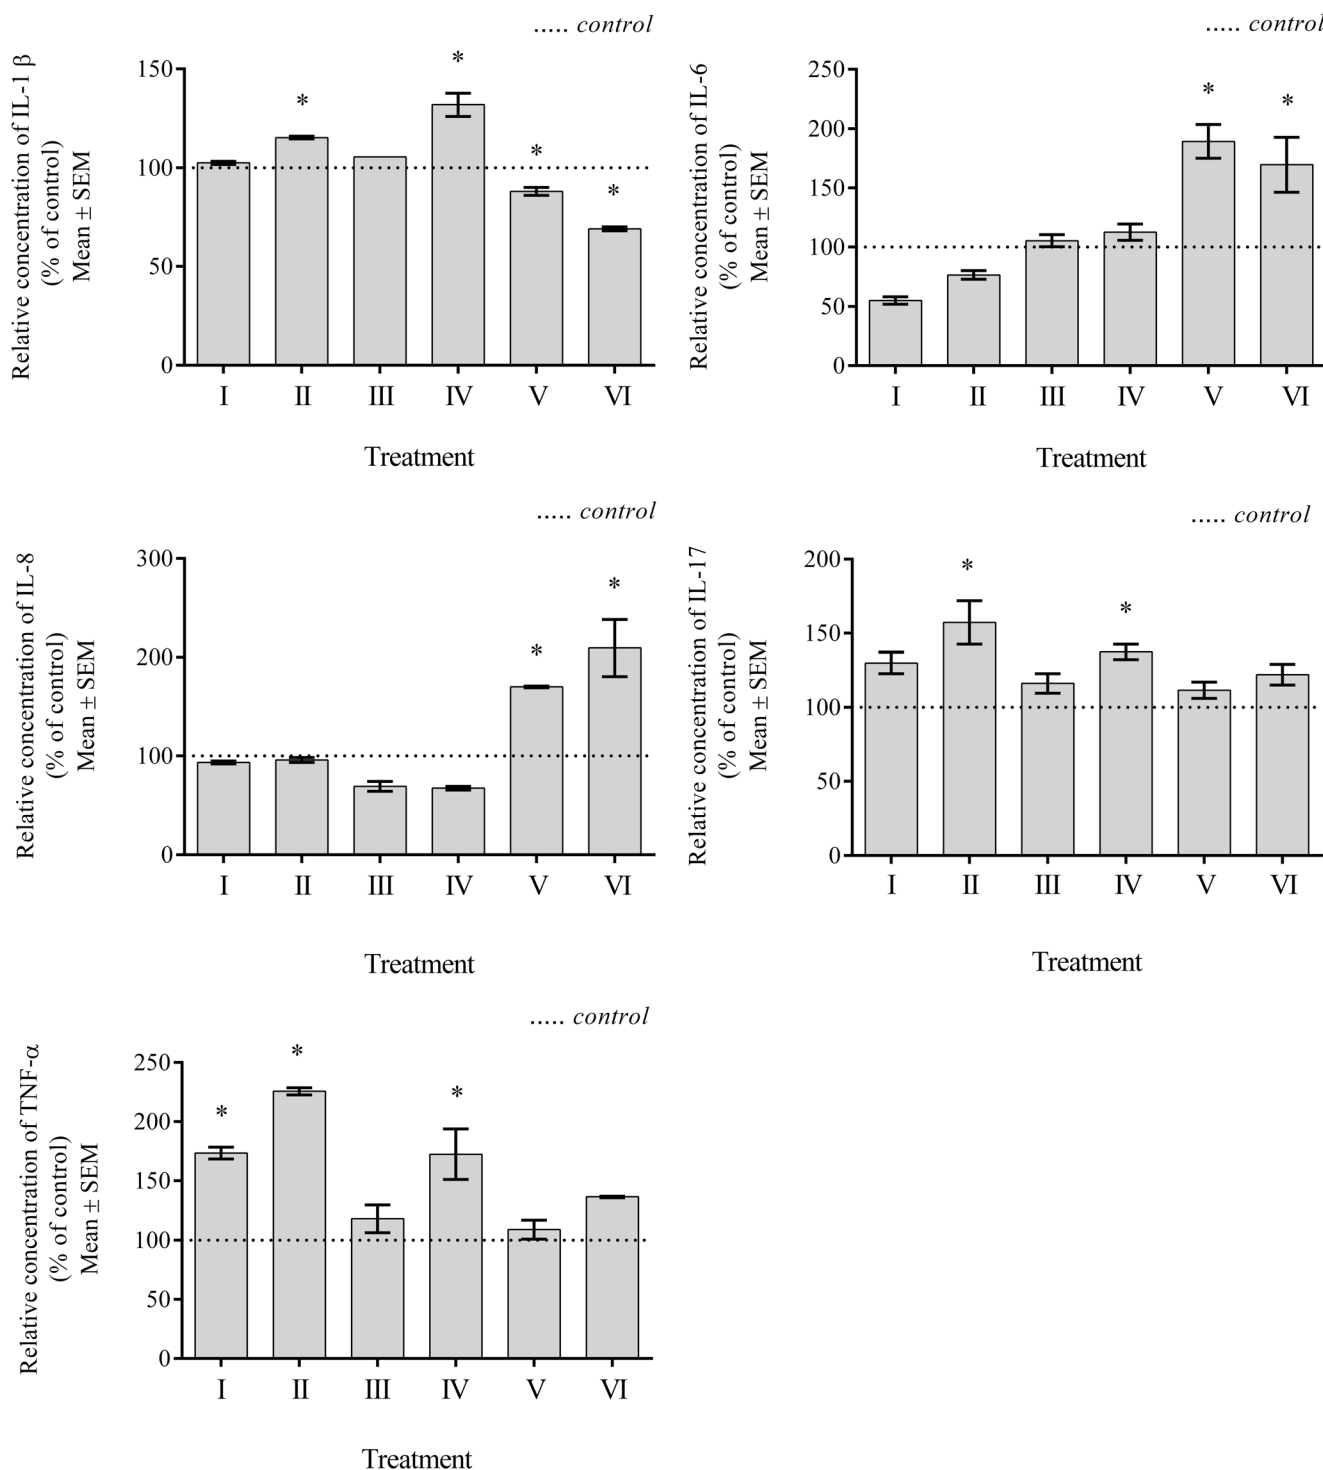 ..... control
Relative concentration of IL-1 β
(% of control)
Mean ± SEM
150
100
50
0
* * * *
I II III IV V VI
Treatment
..... control
Relative concentration of IL-6
(% of control)
Mean ± SEM
250
200
150
100
50
0
* *
I II III IV V VI
Treatment
..... control
Relative concentration of IL-8
(% of control)
Mean ± SEM
300
200
100
0
* *
I II III IV V VI
Treatment
..... control
Relative concentration of IL-17
(% of control)
Mean ± SEM
200
150
100
50
0
* *
I II III IV V VI
Treatment
..... control
Relative concentration of TNF-α
(% of control)
Mean ± SEM
250
200
150
100
50
0
* * *
I II III IV V VI
Treatment